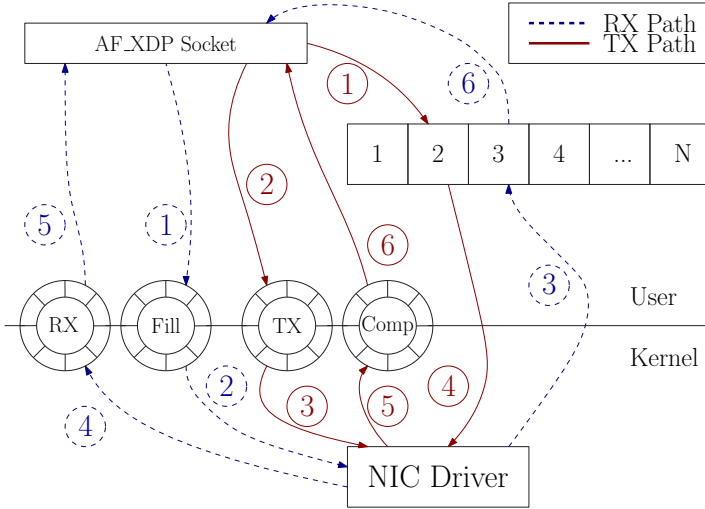 AF_XDP Socket
RX Path
TX Path
1
6
1 2 3 4 ... N
2
5
1
6
3
User
RX Fill TX Comp
Kernel
2
3
5
4
4
NIC Driver